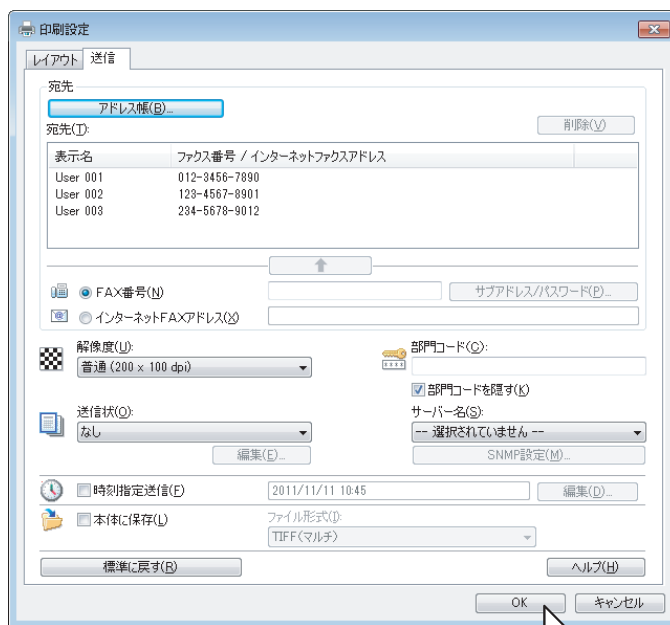 印刷設定
レイアウト 送信
宛先
アドレス帳(B)...
宛先(T):
削除(V)
表示名 ファクス番号 / インターネットファクスアドレス
User 001 012-3456-7890
User 002 123-4567-8901
User 003 234-5678-9012
FAX番号(N)
サブアドレス/パスワード(P)...
インターネットFAXアドレス(X)
解像度(U):
普通 (200 x 100 dpi)
部門コード(C):
****
部門コードを隠す(K)
送信状(O):
なし
編集(E)...
サーバー名(S):
-- 選択されていません --
SNMP設定(M)...
時刻指定送信(F) 2011/11/11 10:45 編集(D)...
本体に保存(L)
ファイル形式(I):
TIFF(マルチ)
標準に戻す(R) ヘルプ(H)
OK キャンセル